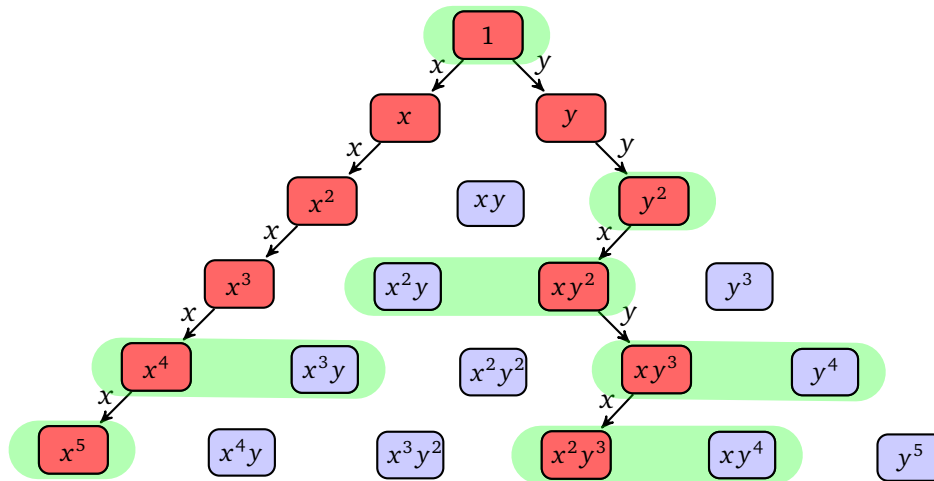 1
x y
x y
x y
x² xy y²
x x
x³ x²y xy² y³
x y
x⁴ x³y x²y² xy³ y⁴
x x
x⁵ x⁴y x³y² x²y³ xy⁴ y⁵